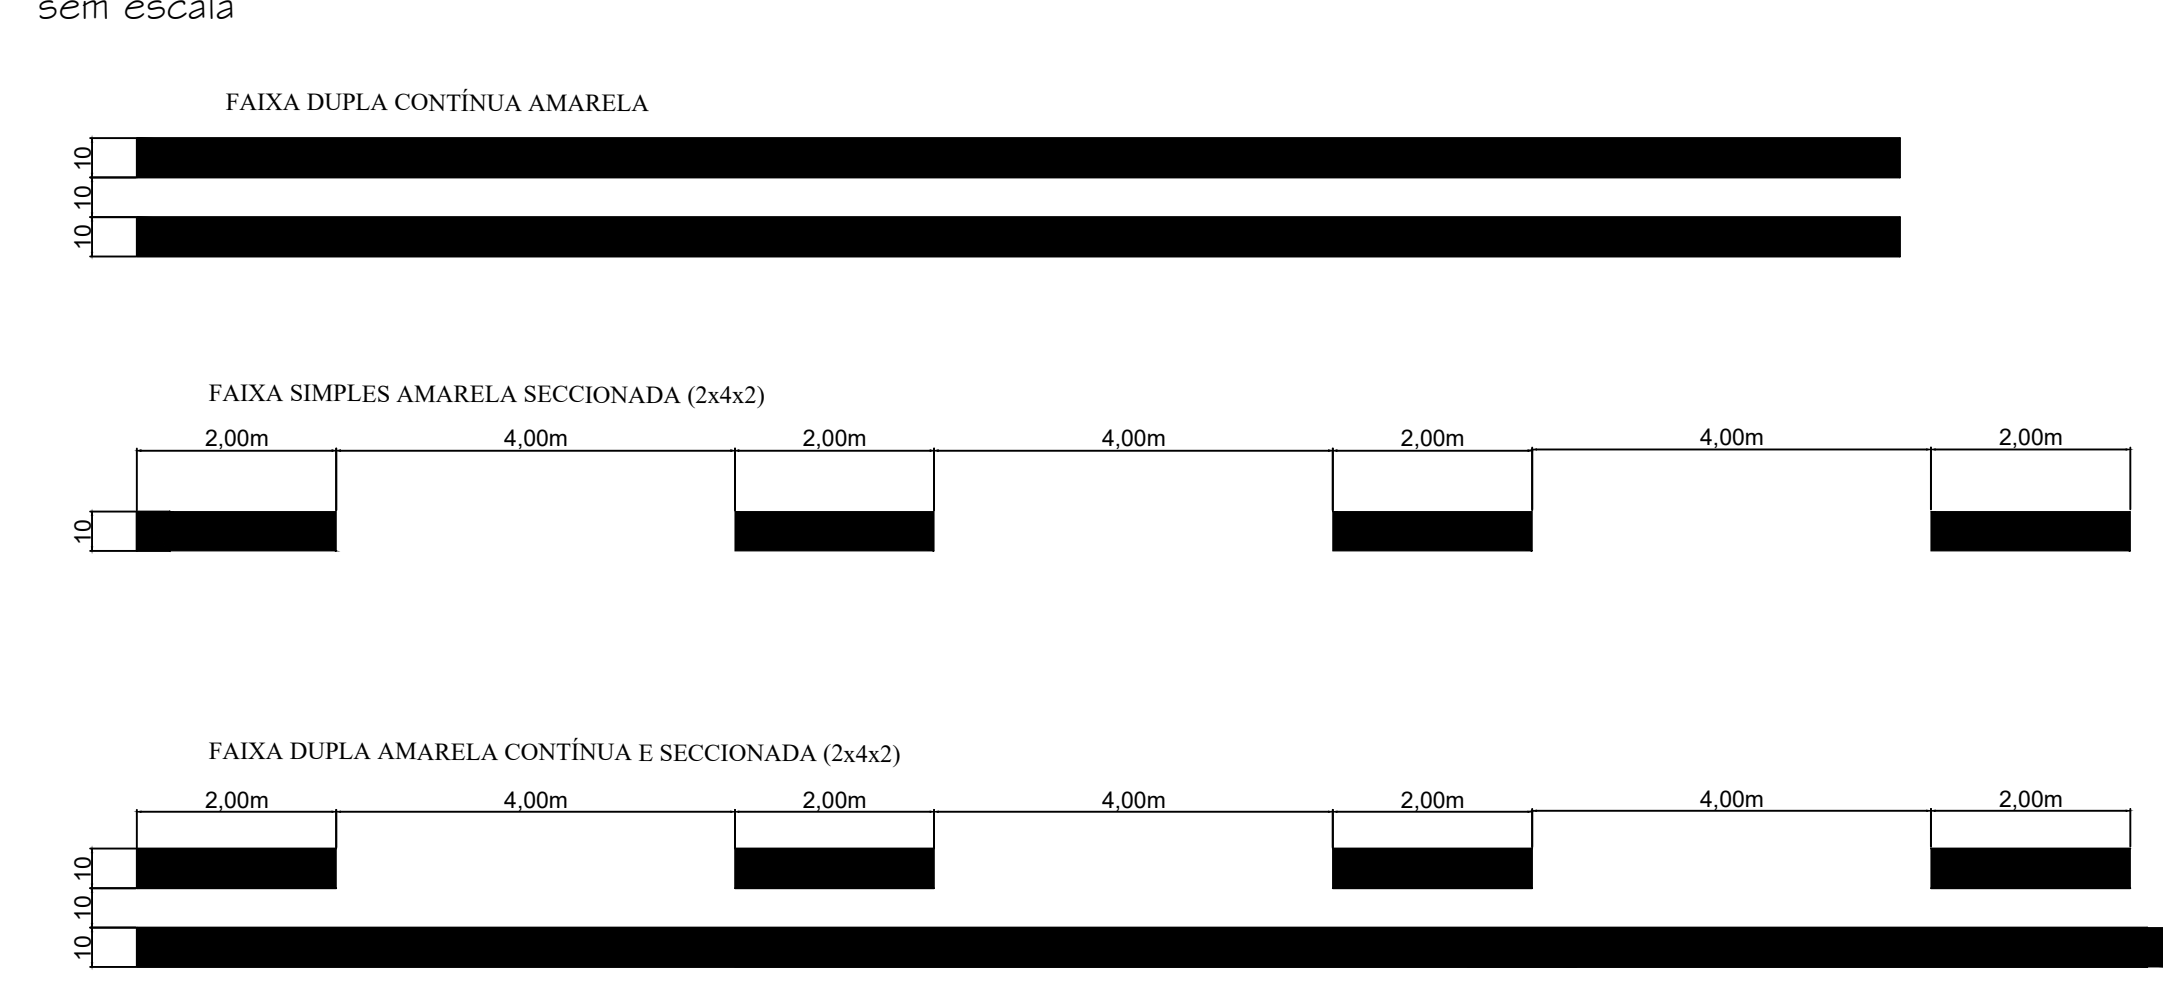 sem escala
FAIXA DUPLA CONTÍNUA AMARELA
10
10
10
FAIXA SIMPLES AMARELA SECCIONADA (2x4x2)
2,00m 4,00m 2,00m 4,00m 2,00m 4,00m 2,00m
10
FAIXA DUPLA AMARELA CONTÍNUA E SECCIONADA (2x4x2)
2,00m 4,00m 2,00m 4,00m 2,00m 4,00m 2,00m
10
10
10